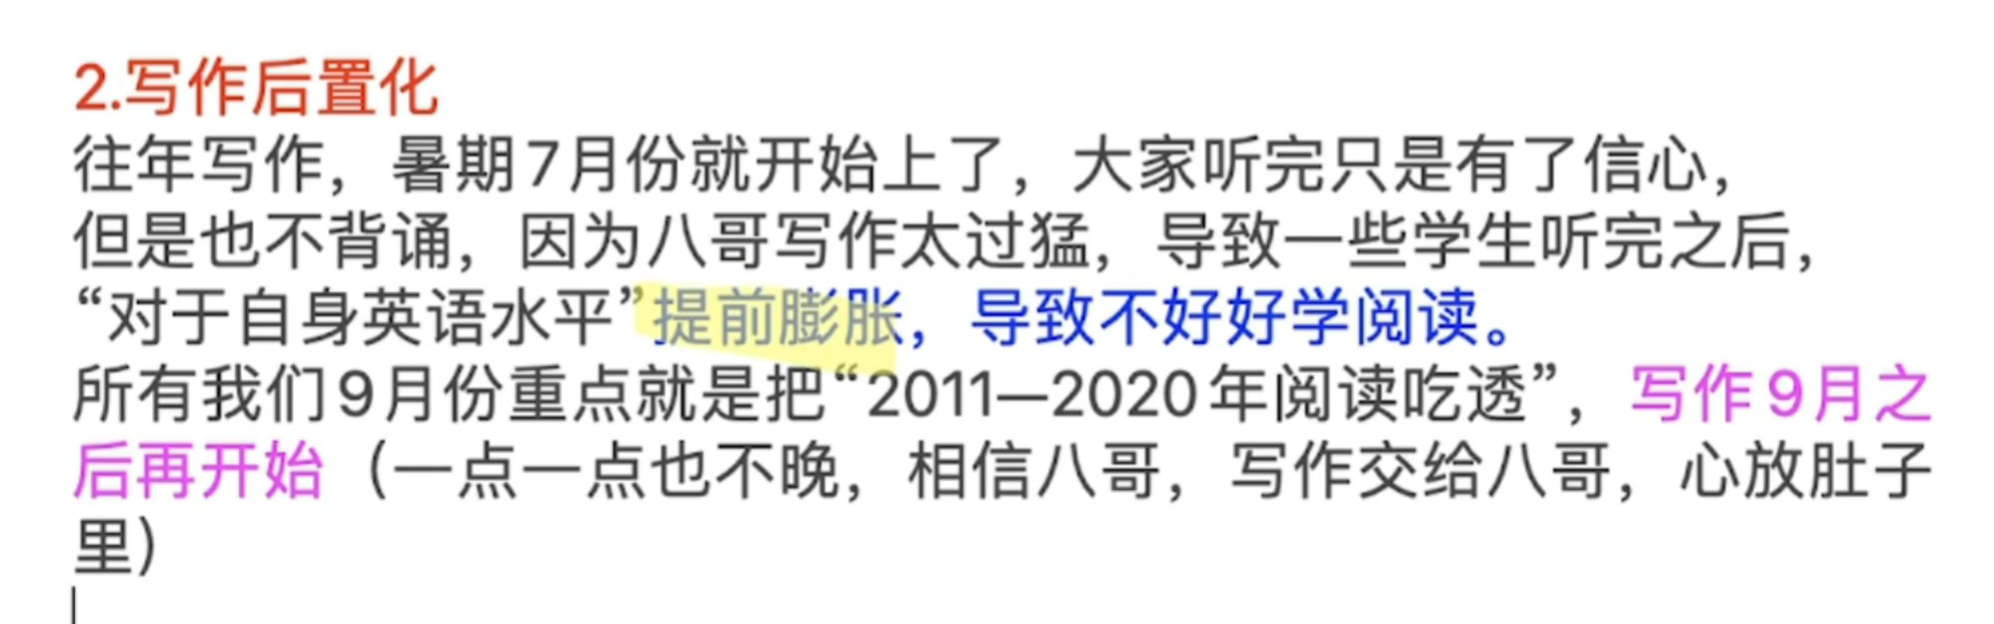 2.写作后置化
往年写作，暑期7月份就开始上了，大家听完只是有了信心，
但是也不背诵，因为八哥写作太过猛，导致一些学生听完之后，
“对于自身英语水平”提前膨胀，导致不好好学阅读。
所有我们9月份重点就是把“2011—2020年阅读吃透”，写作9月之
后再开始（一点一点也不晚，相信八哥，写作交给八哥，心放肚子
里）